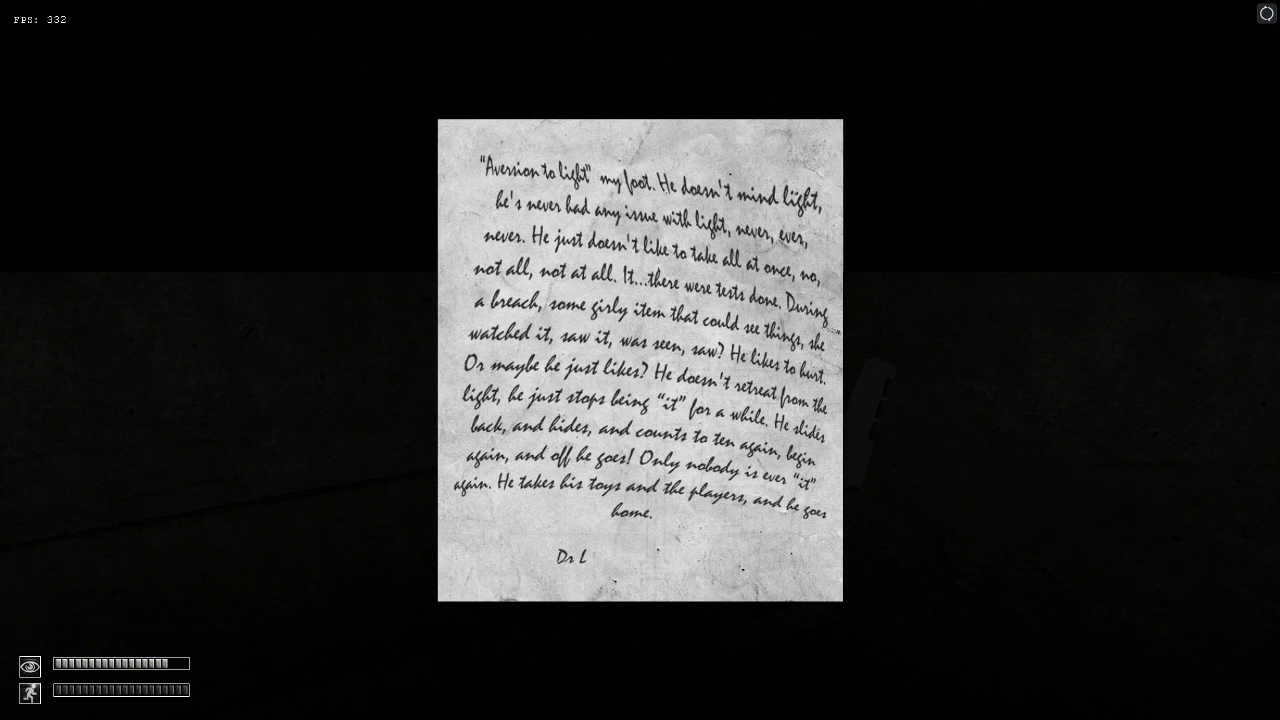 FPS: 332
"Aversion to light" my foot. He doesn't mind light,
he's never had any issue with light, never, ever,
never. He just doesn't like to take all at once, no,
not all, not at all. It...there were tests done. During
a breach, some girly item that could see things, she
watched it, saw it, was seen, saw? He likes to hurt.
Or maybe he just likes? He doesn't retreat from the
light, he just stops being "it" for a while. He slides
back, and hides, and counts to ten again, begin
again, and off he goes! Only nobody is ever "it"
again. He takes his toys and the players, and he goes
home.
Dr L